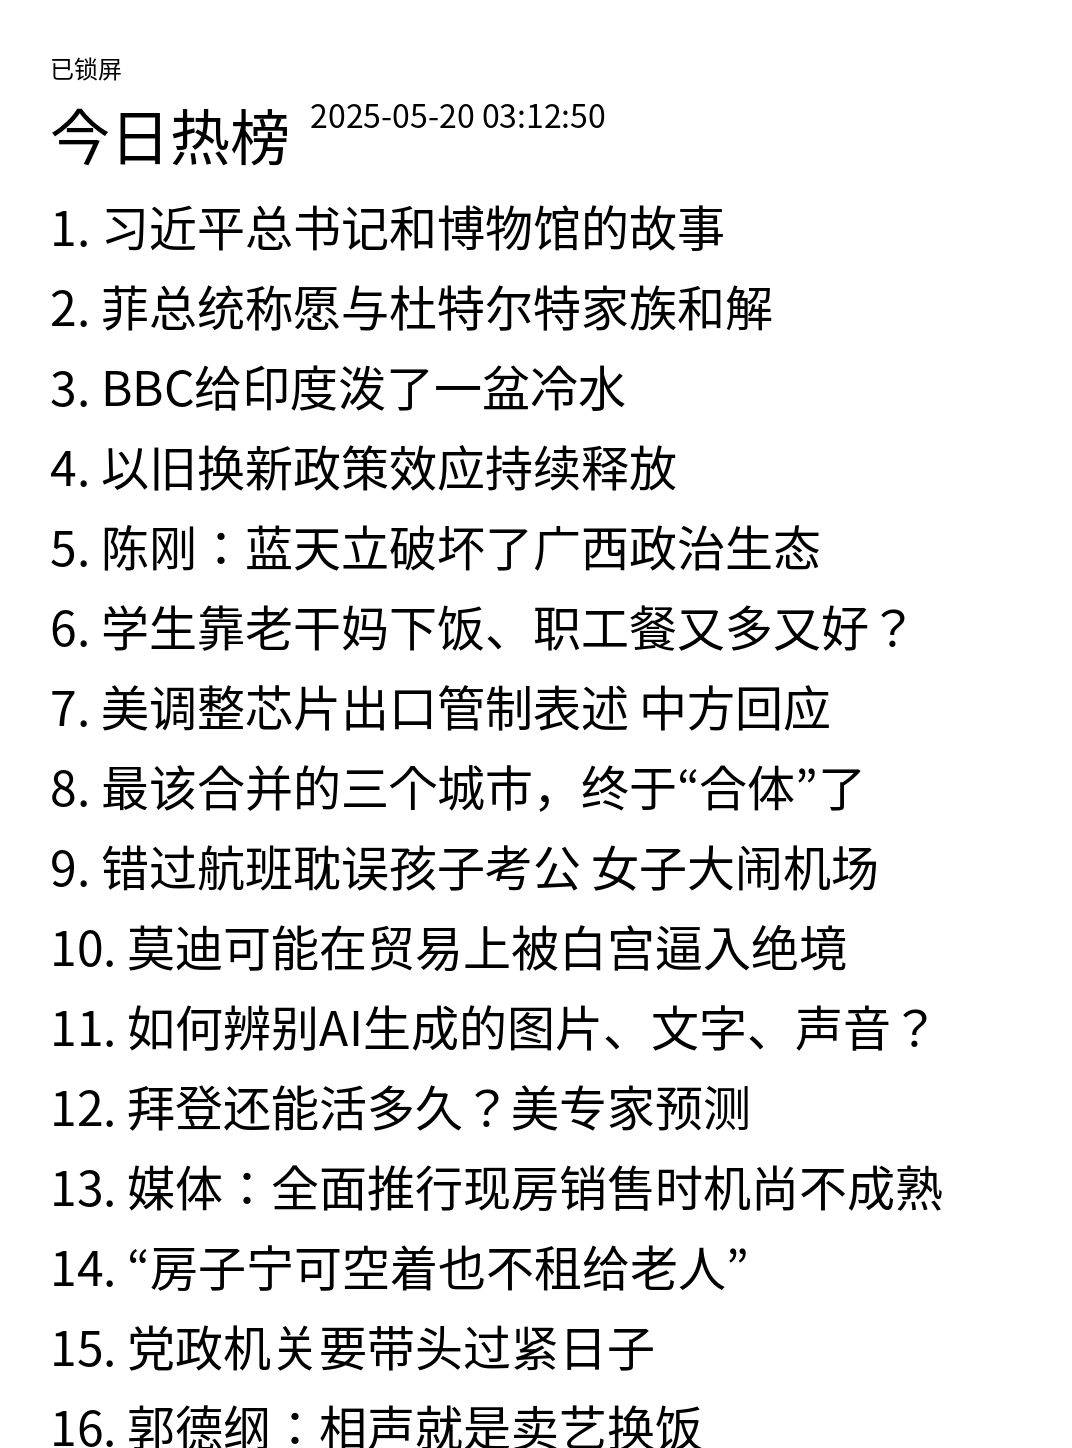 已锁屏
今日热榜 2025-05-20 03:12:50
1. 习近平总书记和博物馆的故事
2. 菲总统称愿与杜特尔特家族和解
3. BBC给印度泼了一盆冷水
4. 以旧换新政策效应持续释放
5. 陈刚：蓝天立破坏了广西政治生态
6. 学生靠老干妈下饭、职工餐又多又好？
7. 美调整芯片出口管制表述 中方回应
8. 最该合并的三个城市，终于“合体”了
9. 错过航班耽误孩子考公 女子大闹机场
10. 莫迪可能在贸易上被白宫逼入绝境
11. 如何辨别AI生成的图片、文字、声音？
12. 拜登还能活多久？美专家预测
13. 媒体：全面推行现房销售时机尚不成熟
14. “房子宁可空着也不租给老人”
15. 党政机关要带头过紧日子
16. 郭德纲：相声就是卖艺换饭